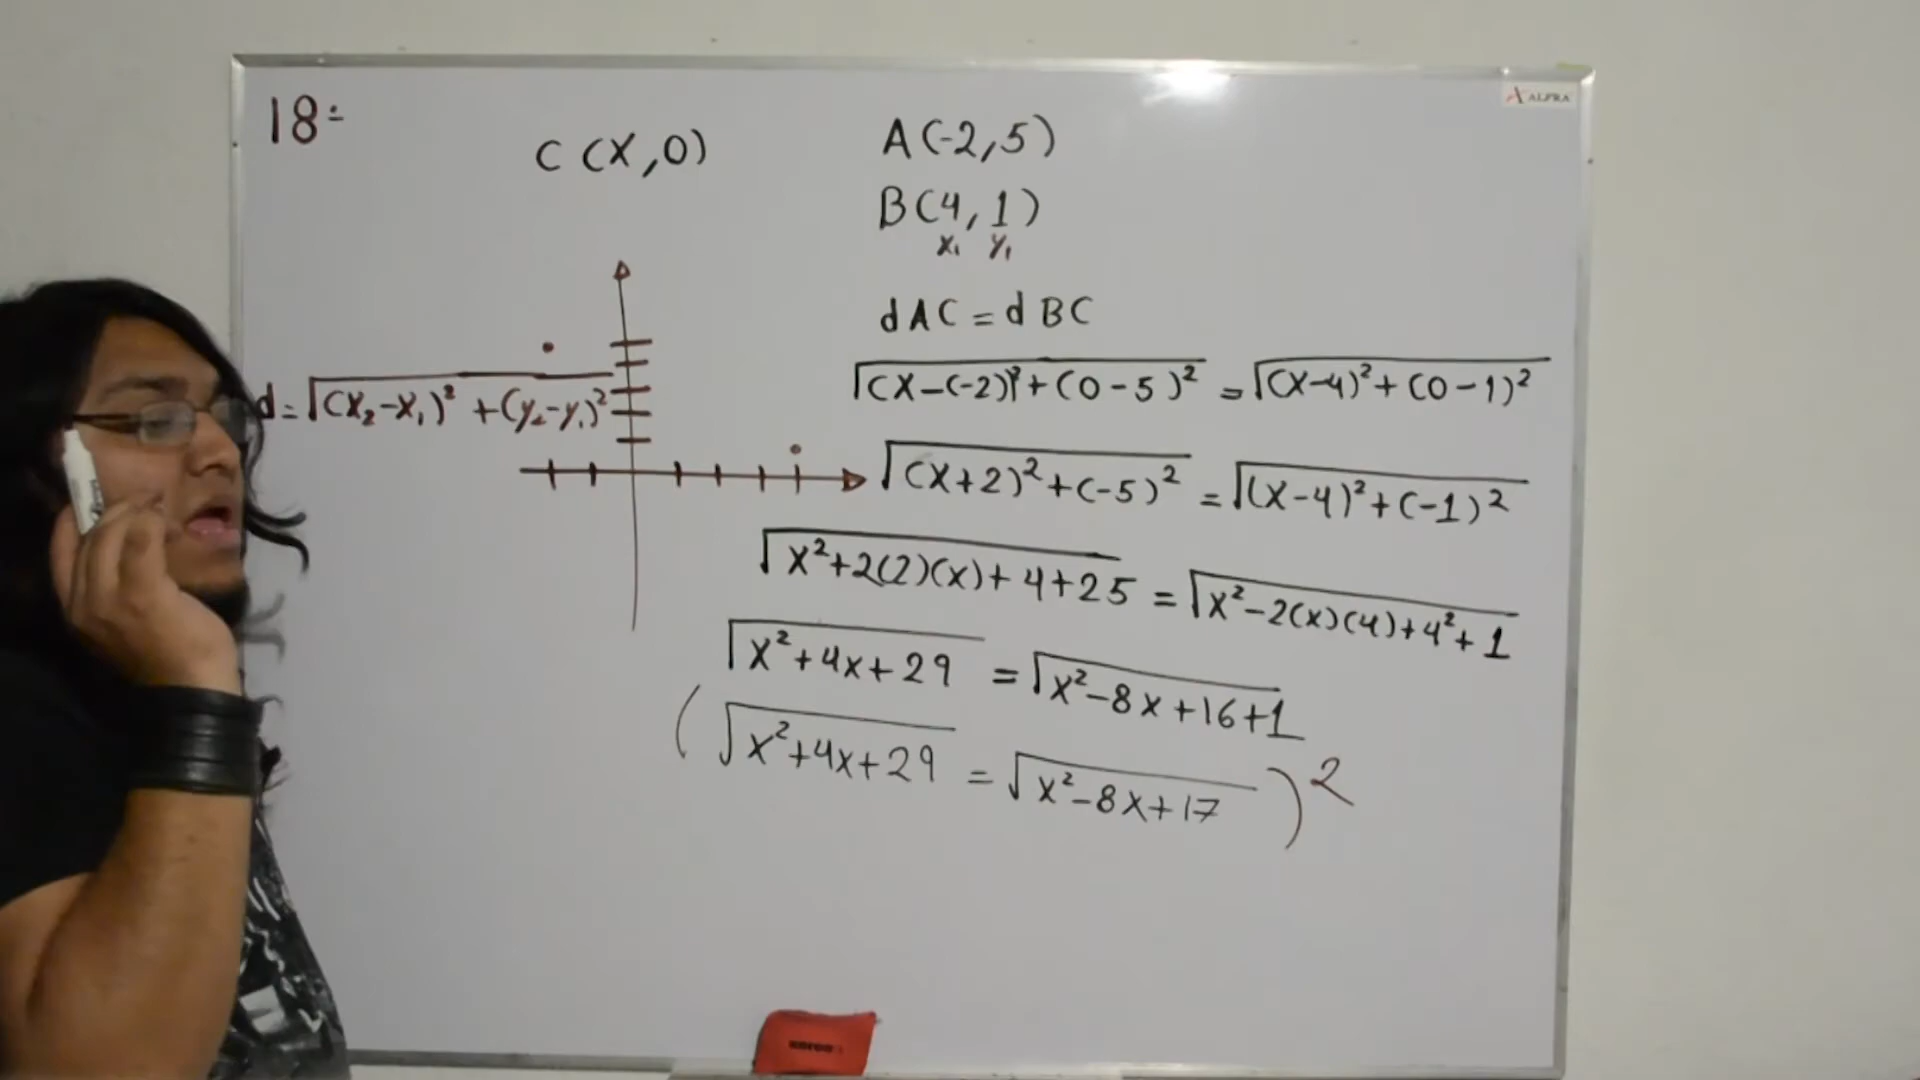 18:
C (X,0)
A(-2,5)
B(4,1)
x₁ y₁
dAC = dBC
d=√(x₂-x₁)² +(y₂-y₁)²
√(x-(-2))²+(0-5)² = √(x-4)²+(0-1)²
√(x+2)²+(-5)² = √(x-4)²+(-1)²
√x²+2(2)(x)+4+25 = √x²-2(x)(4)+4²+1
√x²+4x+29 = √x²-8x+16+1
(√x²+4x+29 = √x²-8x+17)²
ALFRA